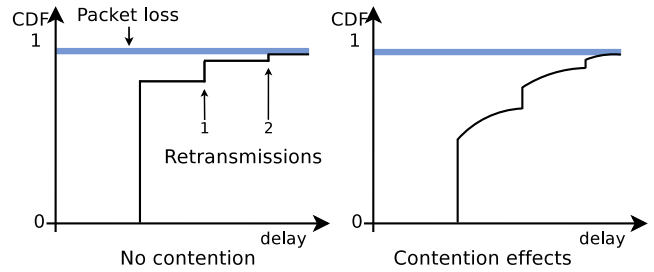 CDF
Packet loss
1
1
2
Retransmissions
0
delay
No contention
CDF
1
0
delay
Contention effects